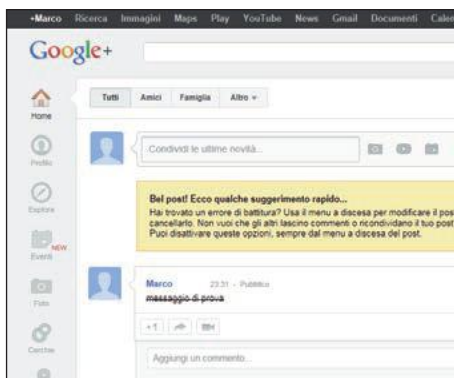 +Marco Ricerca Immagini Maps Play YouTube News Gmail Documenti Calen
Google+
Tutti Amici Famiglia Altro
Home
Condividi le ultime novità...
Profilo
Esplora
Bel post! Ecco qualche suggerimento rapido...
Hai trovato un errore di battitura? Usa il menu a discesa per modificare il pos
cancellarlo. Non vuoi che gli altri lascino commenti o ricondividano il tuo post
Puoi disattivare queste opzioni, sempre dal menu a discesa del post.
NEW
Eventi
Marco 23:31 - Pubblico
messaggio di prova
Foto
+1
Cerchie
Aggiungi un commento...